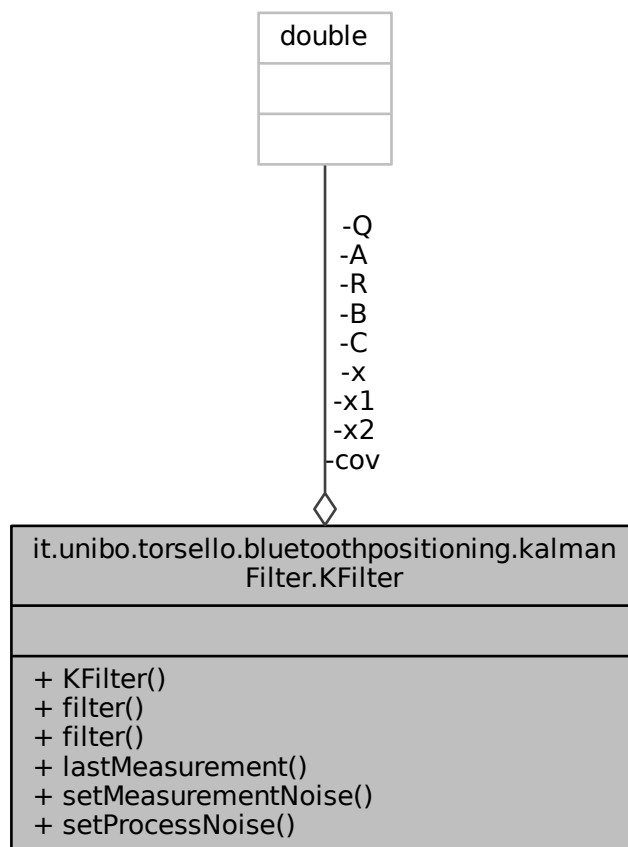 double
-Q
-A
-R
-B
-C
-x
-x1
-x2
-cov
it.unibo.torsello.bluetoothpositioning.kalman
Filter.KFilter
+ KFilter()
+ filter()
+ filter()
+ lastMeasurement()
+ setMeasurementNoise()
+ setProcessNoise()